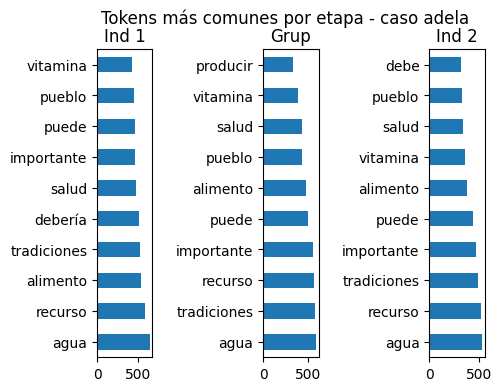 Tokens más comunes por etapa - caso adela
Ind 1
vitamina
pueblo
puede
importante
salud
debería
tradiciones
alimento
recurso
agua
0 500
Grup
producir
vitamina
salud
pueblo
alimento
puede
importante
recurso
tradiciones
agua
0 500
Ind 2
debe
pueblo
salud
vitamina
alimento
puede
importante
tradiciones
recurso
agua
0 500